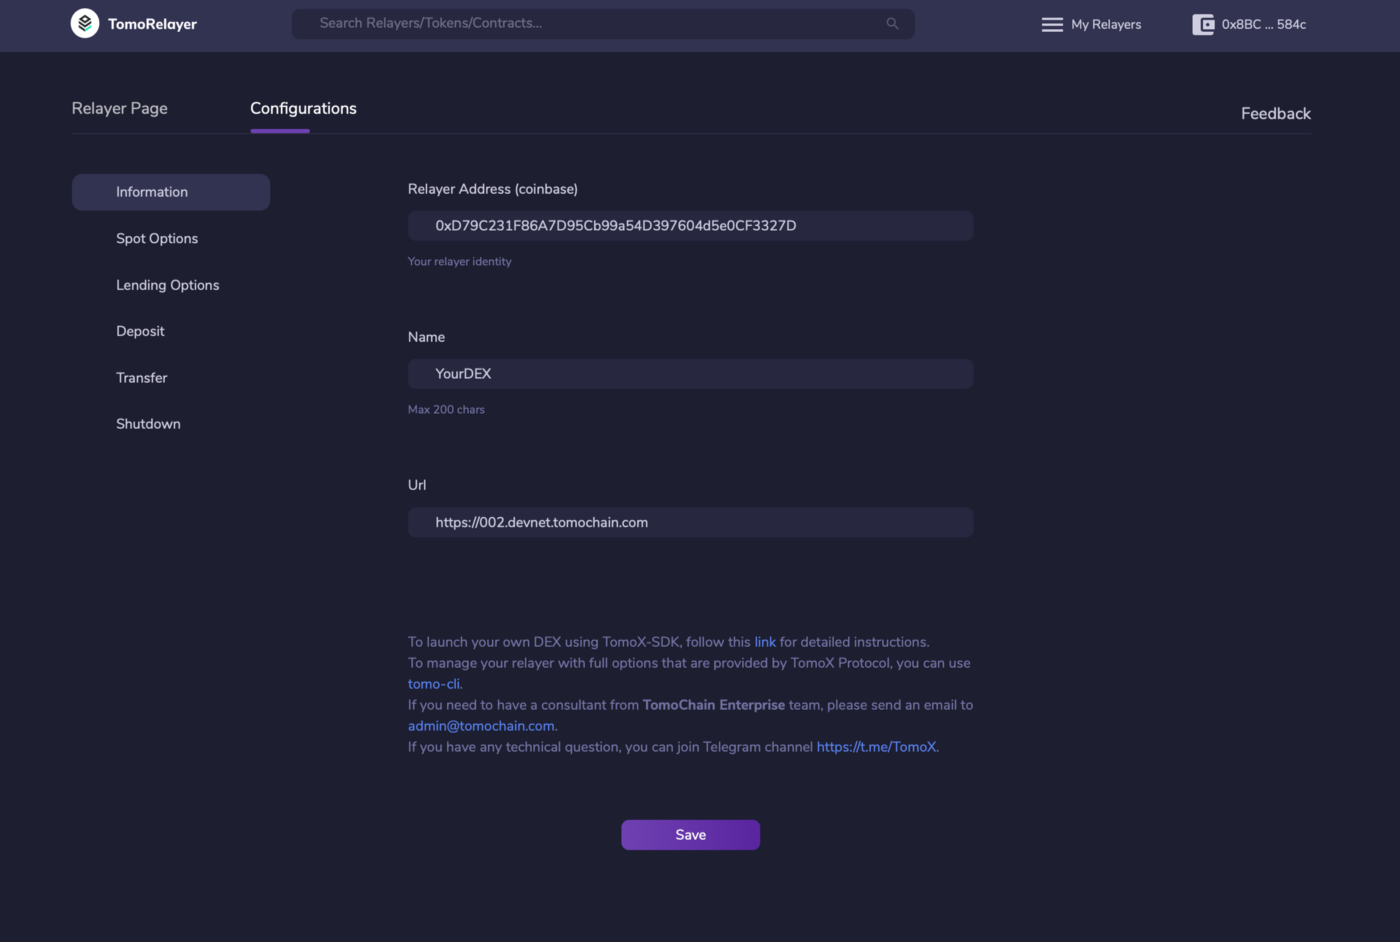 TomoRelayer
Search Relayers/Tokens/Contracts...
My Relayers
0x8BC ... 584c
Relayer Page
Configurations
Feedback
Information
Spot Options
Lending Options
Deposit
Transfer
Shutdown
Relayer Address (coinbase)
0xD79C231F86A7D95Cb99a54D397604d5e0CF3327D
Your relayer identity
Name
YourDEX
Max 200 chars
Url
https://002.devnet.tomochain.com
To launch your own DEX using TomoX-SDK, follow this link for detailed instructions.
To manage your relayer with full options that are provided by TomoX Protocol, you can use
tomo-cli.
If you need to have a consultant from TomoChain Enterprise team, please send an email to
admin@tomochain.com.
If you have any technical question, you can join Telegram channel https://t.me/TomoX.
Save